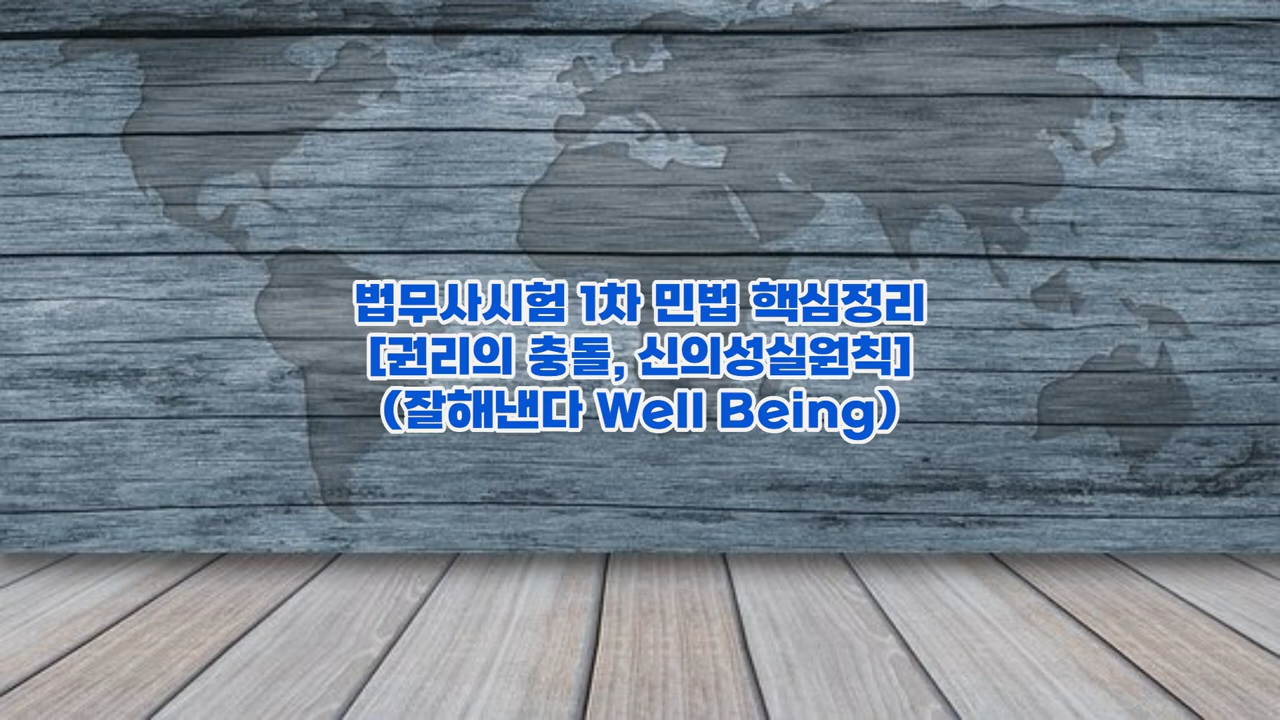 법무사시험 1차 민법 핵심정리
[권리의 충돌, 신의성실원칙]
(잘해낸다 Well Being)